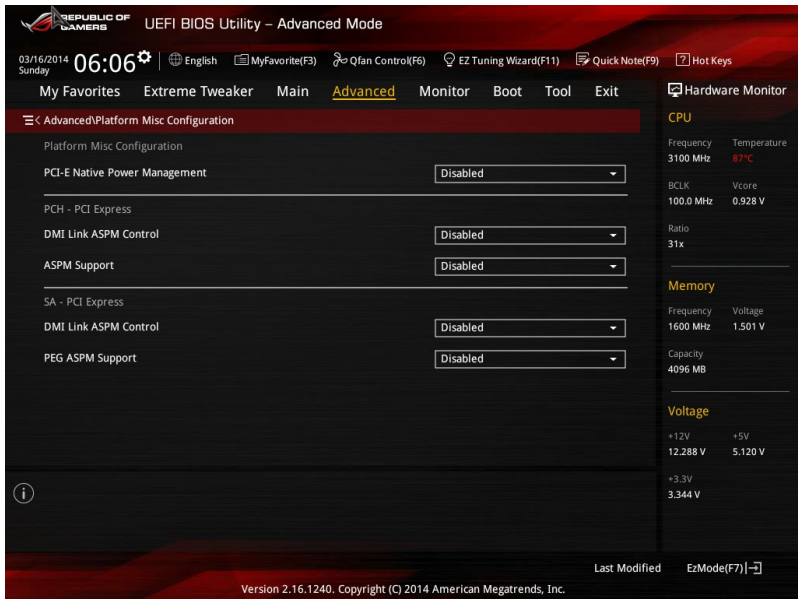 REPUBLIC OF GAMERS
UEFI BIOS Utility – Advanced Mode
03/16/2014
Sunday
06:06
English
MyFavorite(F3)
Qfan Control(F6)
EZ Tuning Wizard(F11)
Quick Note(F9)
? Hot Keys
My Favorites
Extreme Tweaker
Main
Advanced
Monitor
Boot
Tool
Exit
Advanced\Platform Misc Configuration
Platform Misc Configuration
PCI-E Native Power Management Disabled
PCH - PCI Express
DMI Link ASPM Control Disabled
ASPM Support Disabled
SA - PCI Express
DMI Link ASPM Control Disabled
PEG ASPM Support Disabled
Hardware Monitor
CPU
Frequency Temperature
3100 MHz 87°C
BCLK Vcore
100.0 MHz 0.928 V
Ratio
31x
Memory
Frequency Voltage
1600 MHz 1.501 V
Capacity
4096 MB
Voltage
+12V +5V
12.288 V 5.120 V
+3.3V
3.344 V
Last Modified
EzMode(F7)
Version 2.16.1240. Copyright (C) 2014 American Megatrends, Inc.